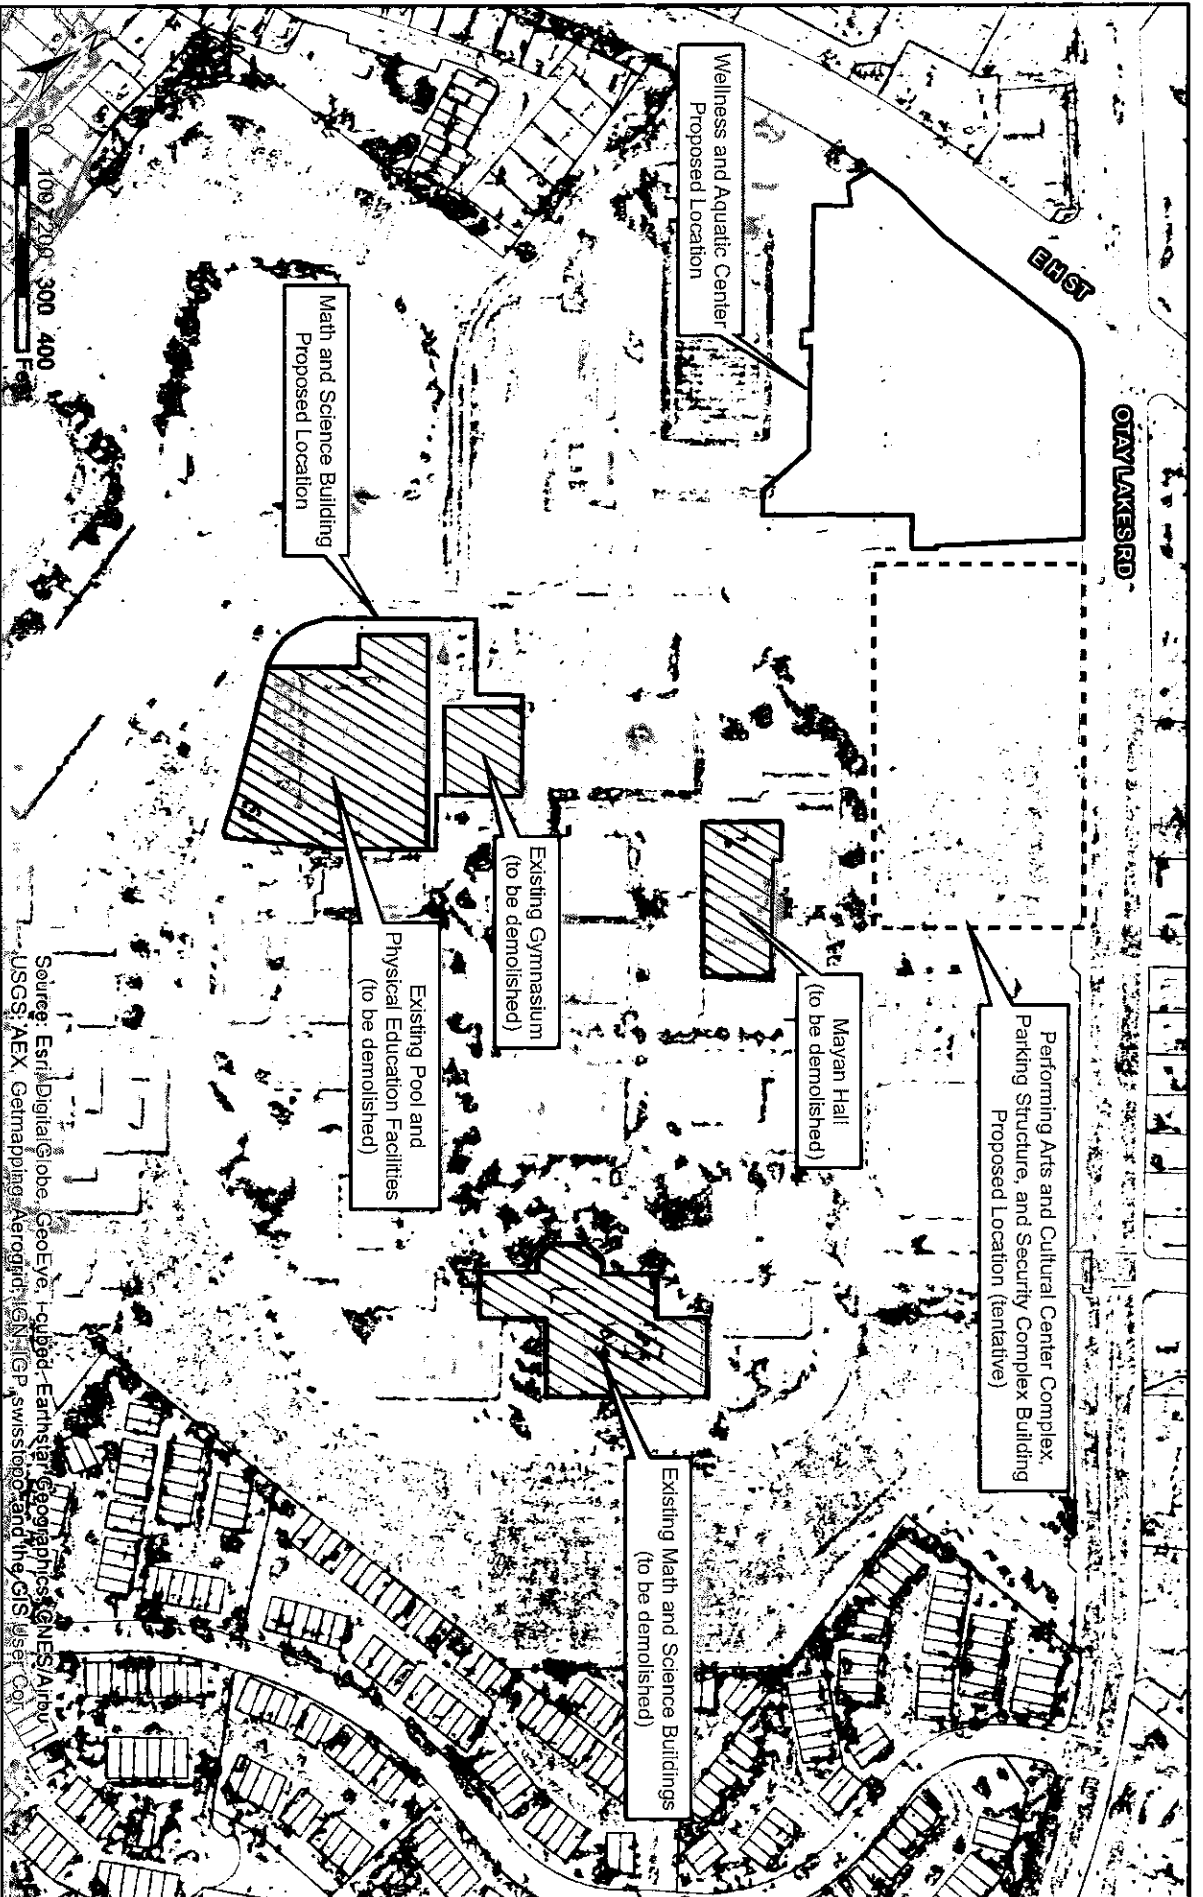 OTAY LAKES RD
E H ST
Wellness and Aquatic Center
Proposed Location
Performing Arts and Cultural Center Complex,
Parking Structure, and Security Complex Building
Proposed Location (tentative)
Mayan Hall
(to be demolished)
Existing Math and Science Buildings
(to be demolished)
Existing Gymnasium
(to be demolished)
Existing Pool and
Physical Education Facilities
(to be demolished)
Math and Science Building
Proposed Location
0 100 200 300 400
Feet
Source: Esri, DigitalGlobe, GeoEye, i-cubed, Earthstar Geographics, CNES/Airbu
USGS, AEX, Getmapping, Aerogrid, IGN, IGP, swisstopo, and the GIS User Com